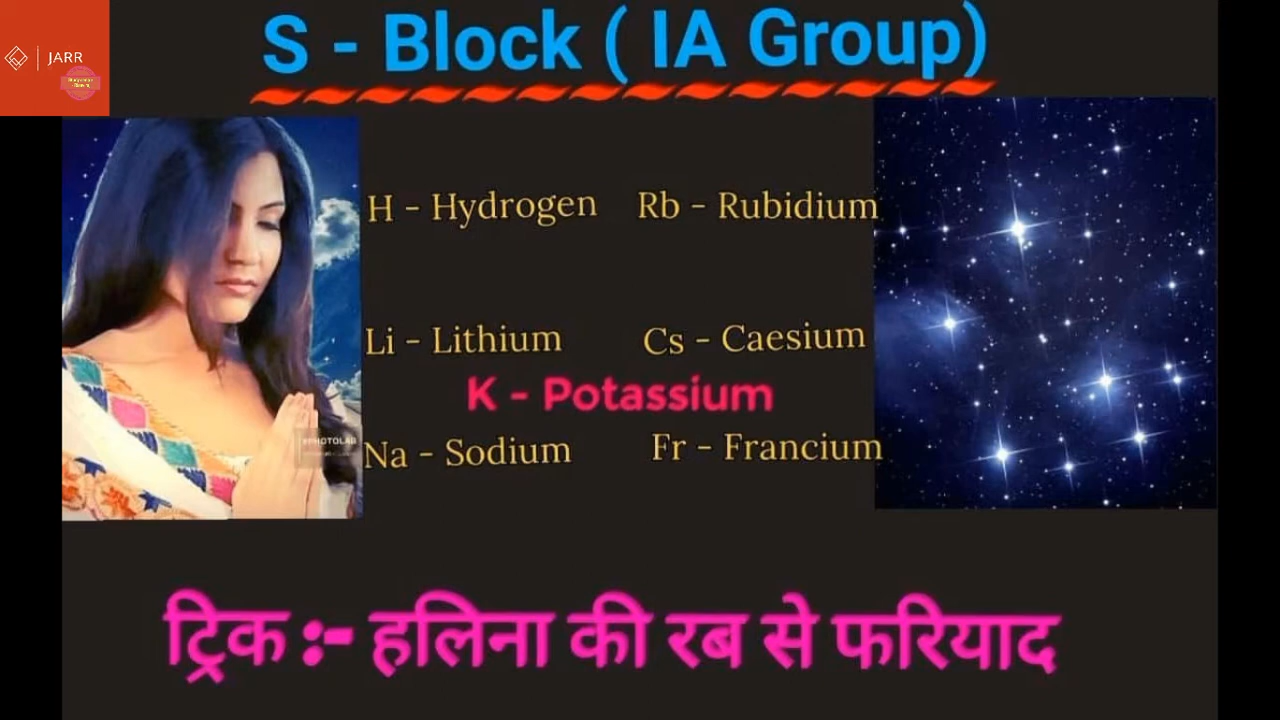 S - Block ( IA Group)
JARR
H - Hydrogen Rb - Rubidium
Li - Lithium Cs - Caesium
K - Potassium
Na - Sodium Fr - Francium
ट्रिक :- हलिना की रब से फरियाद